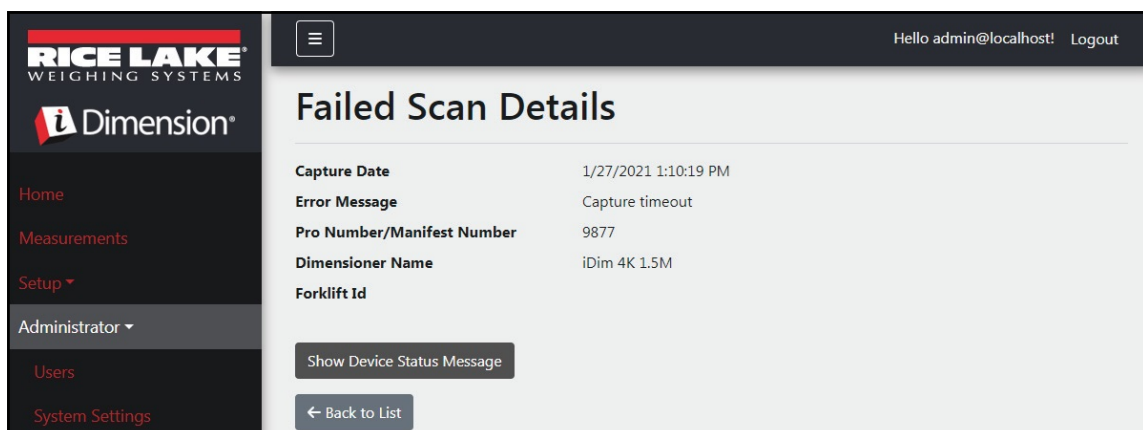 RICE LAKE®
WEIGHING SYSTEMS
i Dimension®
Home
Measurements
Setup
Administrator
Users
System Settings
Hello admin@localhost! Logout
Failed Scan Details
Capture Date 1/27/2021 1:10:19 PM
Error Message Capture timeout
Pro Number/Manifest Number 9877
Dimensioner Name iDim 4K 1.5M
Forklift Id
Show Device Status Message
← Back to List